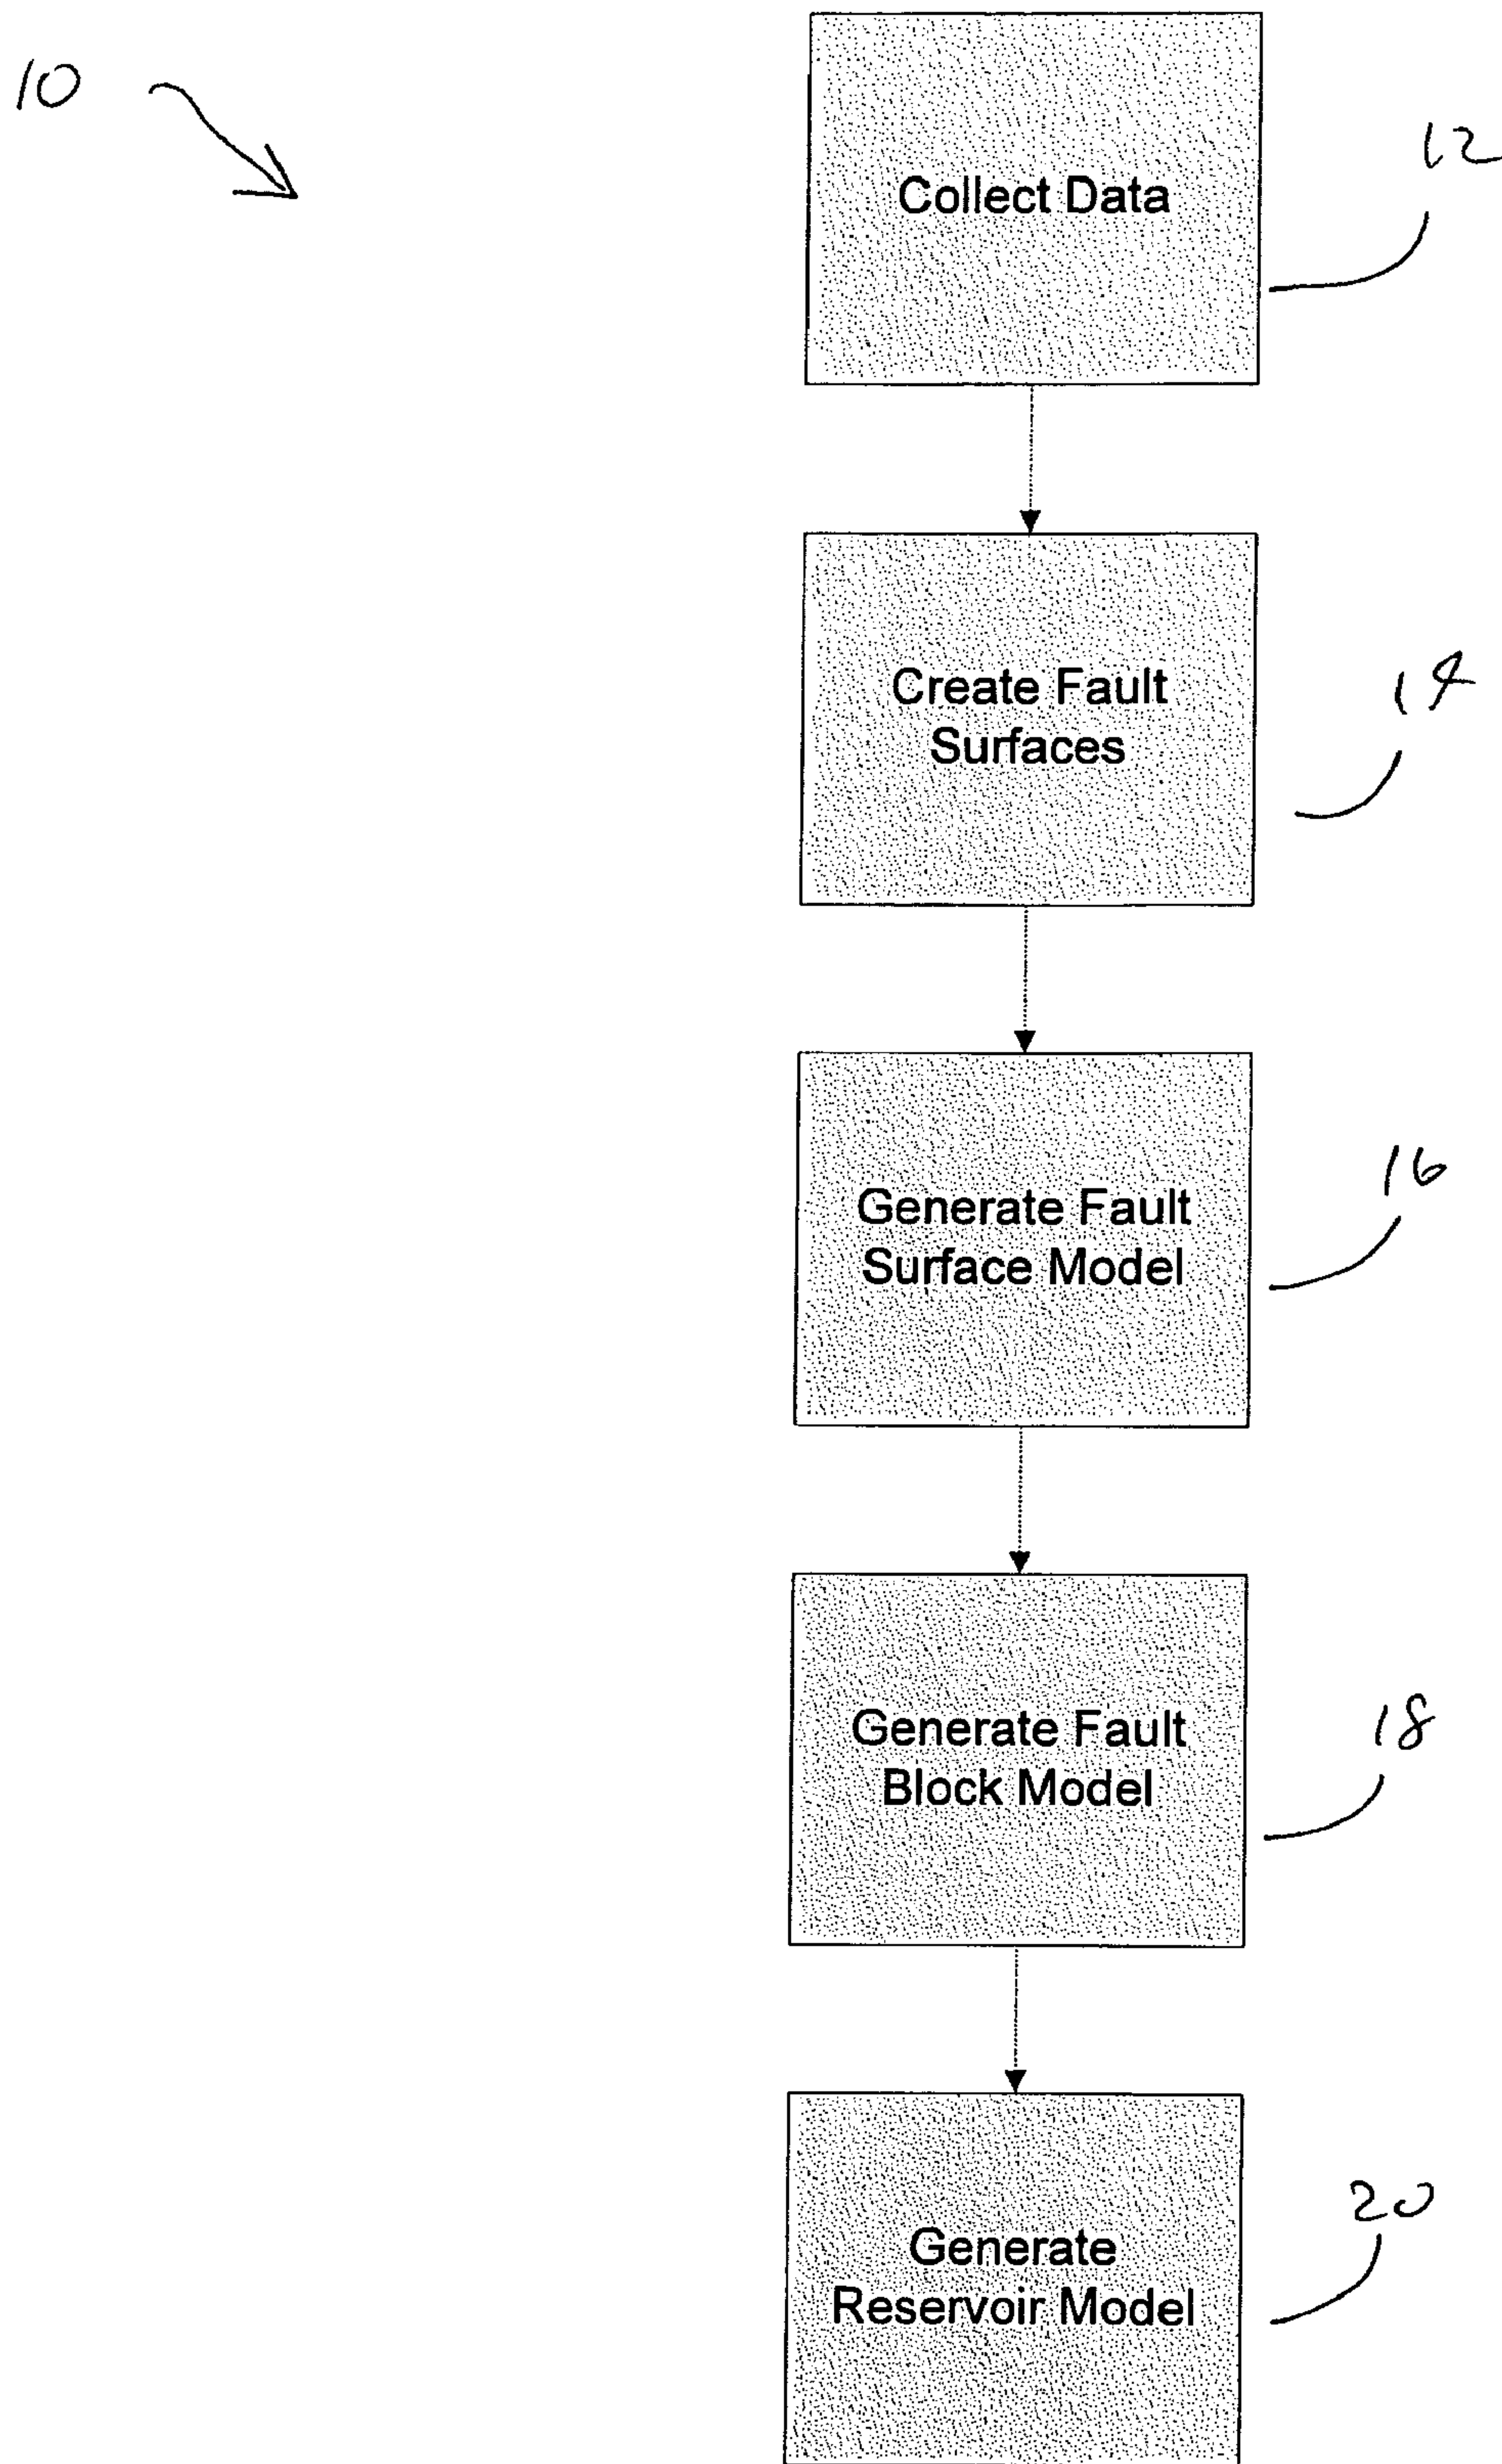 10
12
Collect Data
14
Create Fault
Surfaces
16
Generate Fault
Surface Model
18
Generate Fault
Block Model
20
Generate
Reservoir Model